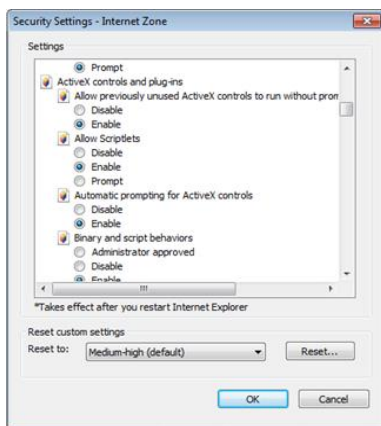 Security Settings - Internet Zone
Settings
Prompt
ActiveX controls and plug-ins
Allow previously unused ActiveX controls to run without pron
Disable
Enable
Allow Scriptlets
Disable
Enable
Prompt
Automatic prompting for ActiveX controls
Disable
Enable
Binary and script behaviors
Administrator approved
Disable
Enable
*Takes effect after you restart Internet Explorer
Reset custom settings
Reset to: Medium-high (default) Reset...
OK Cancel